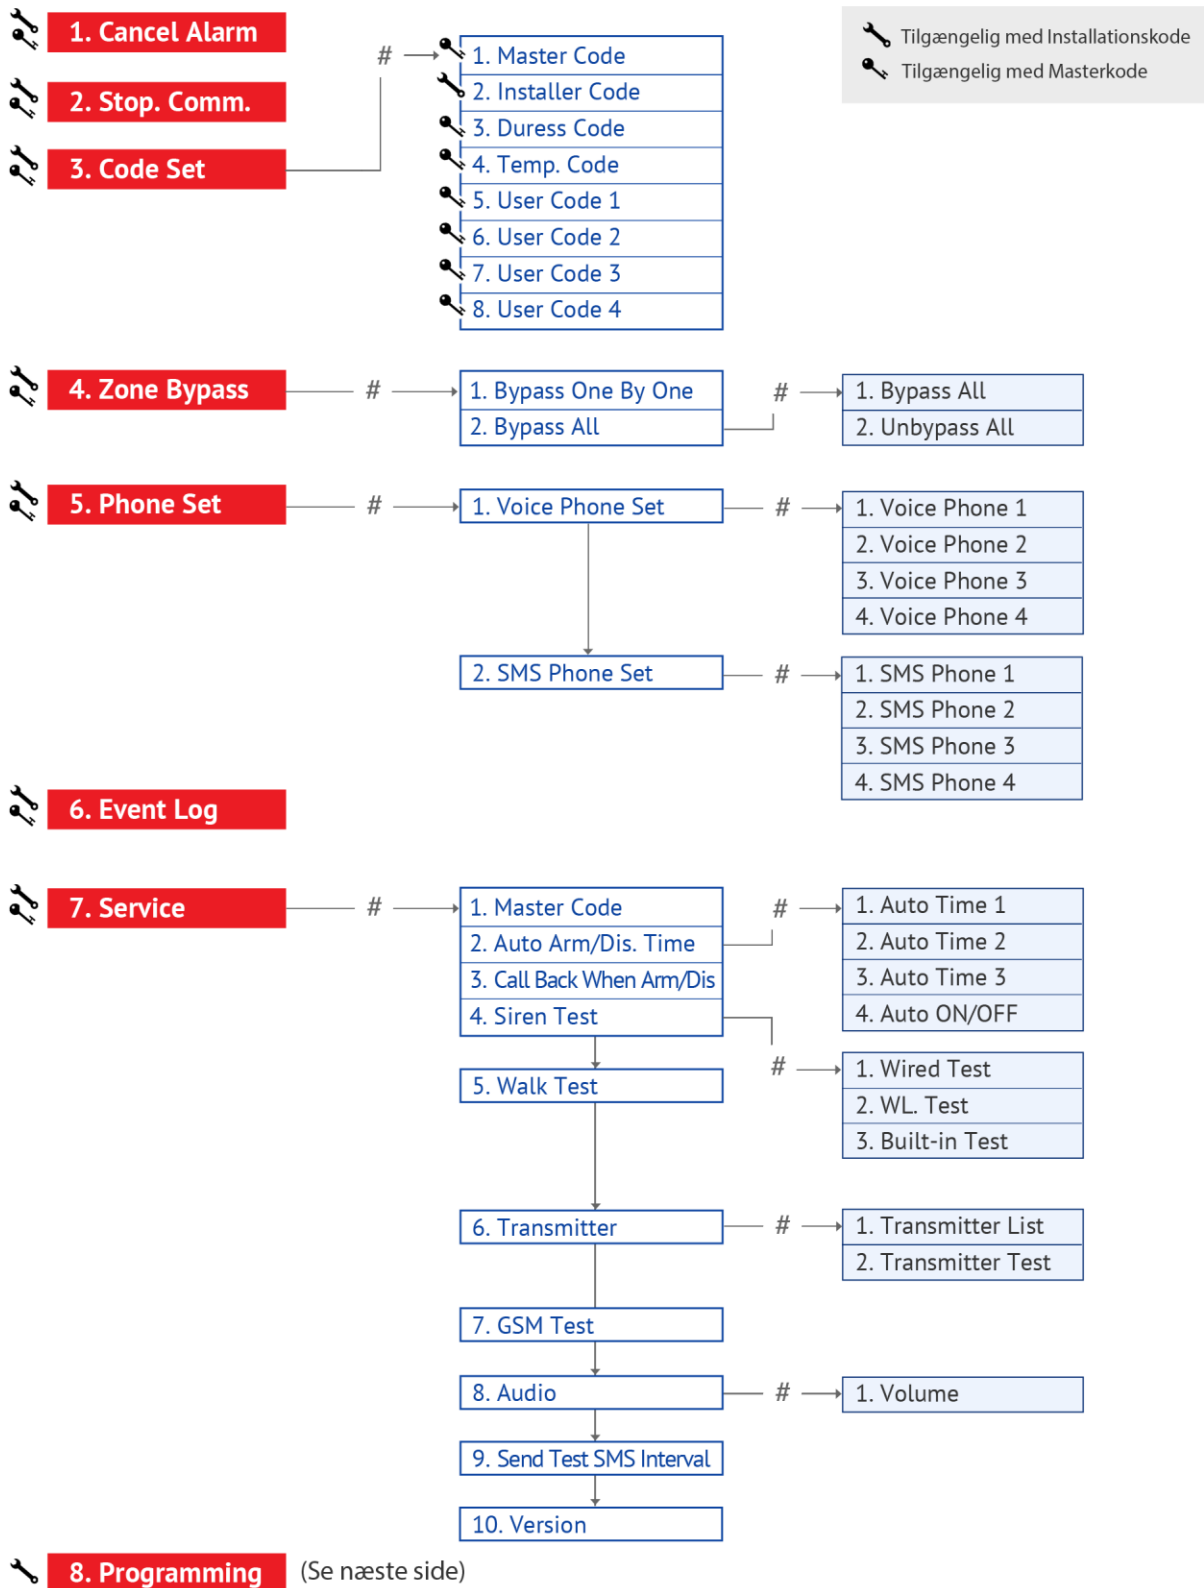 1. Cancel Alarm
2. Stop. Comm.
3. Code Set
#
1. Master Code
2. Installer Code
3. Duress Code
4. Temp. Code
5. User Code 1
6. User Code 2
7. User Code 3
8. User Code 4
Tilgængelig med Installationskode
Tilgængelig med Masterkode
4. Zone Bypass
#
1. Bypass One By One
2. Bypass All
#
1. Bypass All
2. Unbypass All
5. Phone Set
#
1. Voice Phone Set
#
1. Voice Phone 1
2. Voice Phone 2
3. Voice Phone 3
4. Voice Phone 4
2. SMS Phone Set
#
1. SMS Phone 1
2. SMS Phone 2
3. SMS Phone 3
4. SMS Phone 4
6. Event Log
7. Service
#
1. Master Code
2. Auto Arm/Dis. Time
3. Call Back When Arm/Dis
4. Siren Test
#
1. Auto Time 1
2. Auto Time 2
3. Auto Time 3
4. Auto ON/OFF
#
1. Wired Test
2. WL. Test
3. Built-in Test
5. Walk Test
6. Transmitter
#
1. Transmitter List
2. Transmitter Test
7. GSM Test
8. Audio
#
1. Volume
9. Send Test SMS Interval
10. Version
8. Programming (Se næste side)